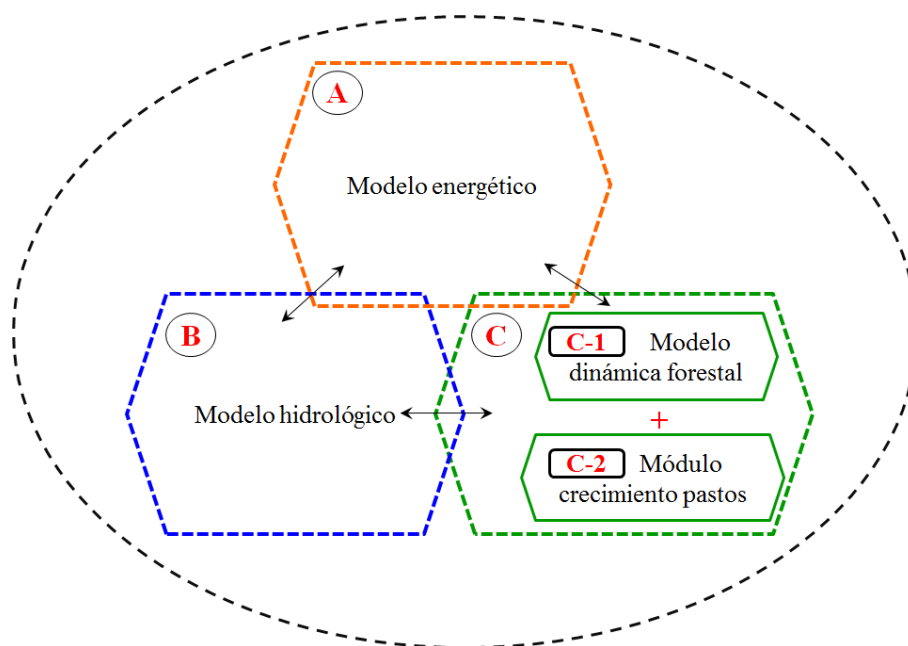 A
Modelo energético
B
Modelo hidrológico
C
C-1 Modelo
dinámica forestal
+
C-2 Módulo
crecimiento pastos